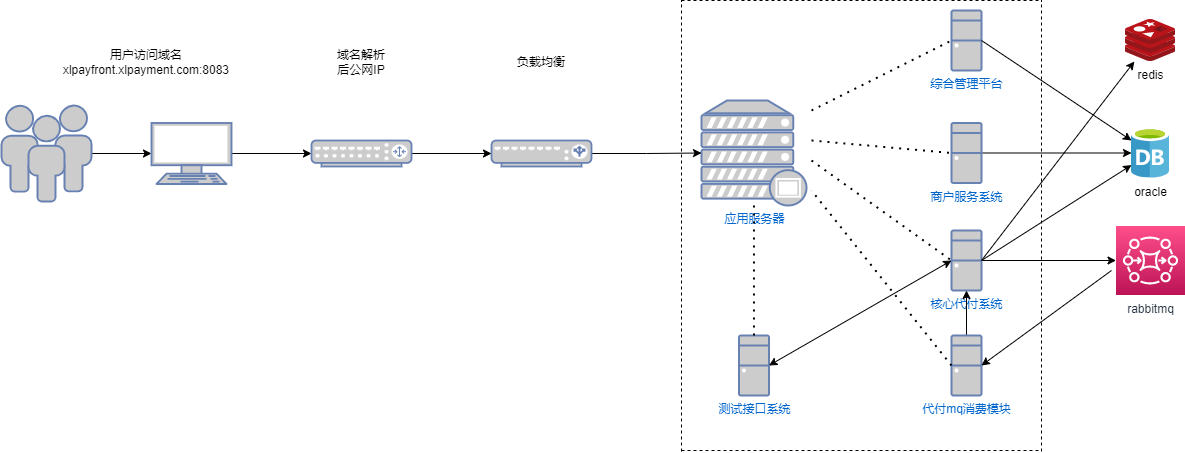 用户访问域名
xlpayfront.xlpayment.com:8083
域名解析
后公网IP
负载均衡
应用服务器
综合管理平台
商户服务系统
核心代付系统
测试接口系统
代付mq消费模块
redis
DB
oracle
rabbitmq